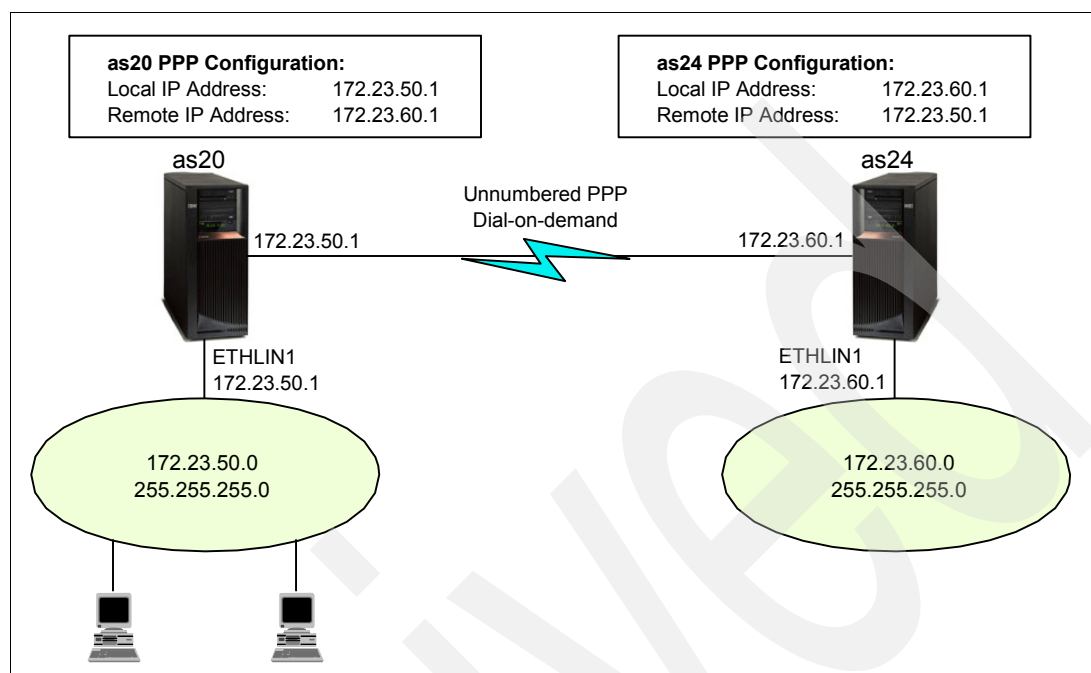 as20 PPP Configuration:
Local IP Address: 172.23.50.1
Remote IP Address: 172.23.60.1
as24 PPP Configuration:
Local IP Address: 172.23.60.1
Remote IP Address: 172.23.50.1
as20
as24
Unnumbered PPP
Dial-on-demand
172.23.50.1
172.23.60.1
ETHLIN1
172.23.50.1
ETHLIN1
172.23.60.1
172.23.50.0
255.255.255.0
172.23.60.0
255.255.255.0